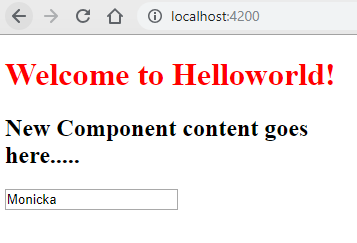 localhost:4200
Welcome to Helloworld!
New Component content goes
here.....
Monicka